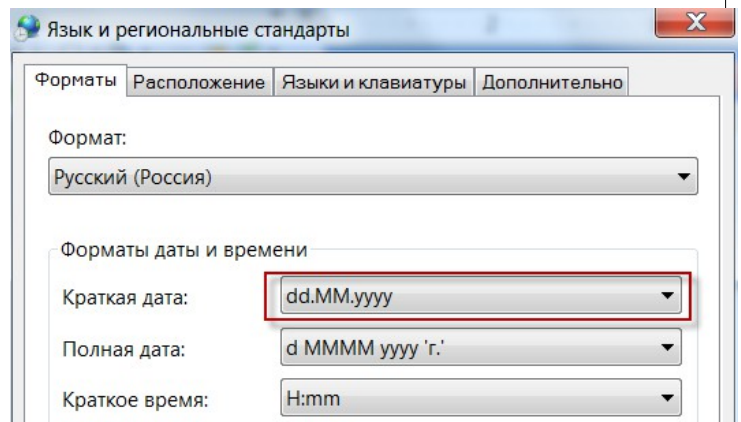 Язык и региональные стандарты
Форматы Расположение Языки и клавиатуры Дополнительно
Формат:
Русский (Россия)
Форматы даты и времени
Краткая дата: dd.MM.yyyy
Полная дата: d MMMM yyyy 'г.'
Краткое время: H:mm